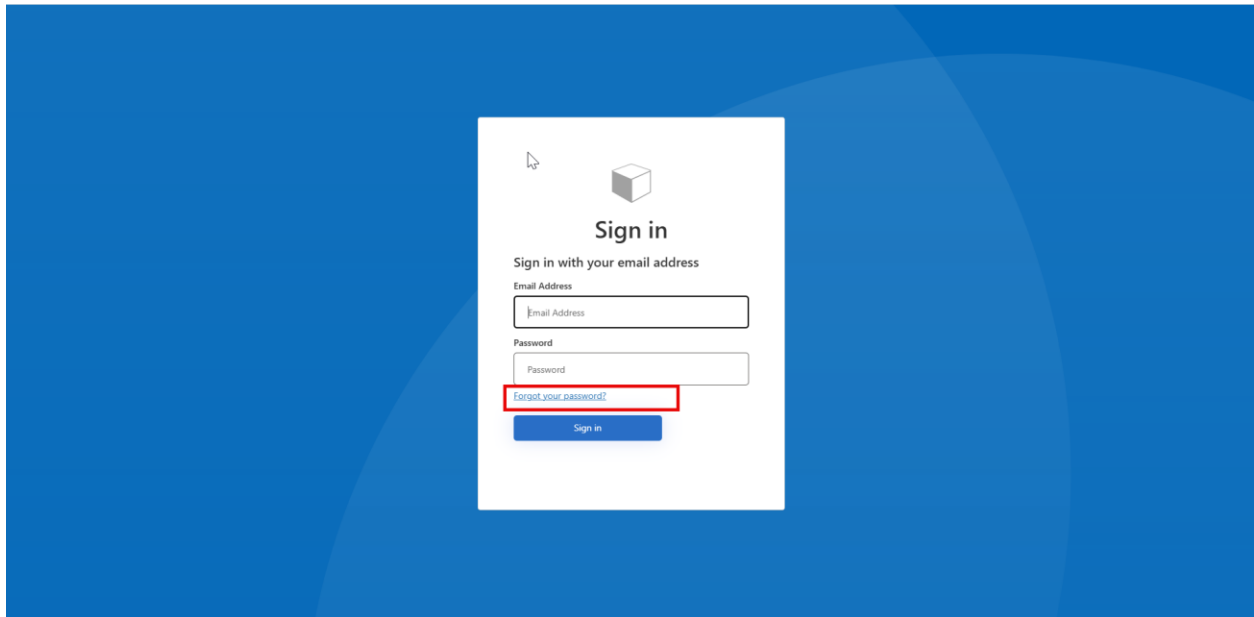 Sign in
Sign in with your email address
Email Address
Email Address
Password
Password
Forgot your password?
Sign in